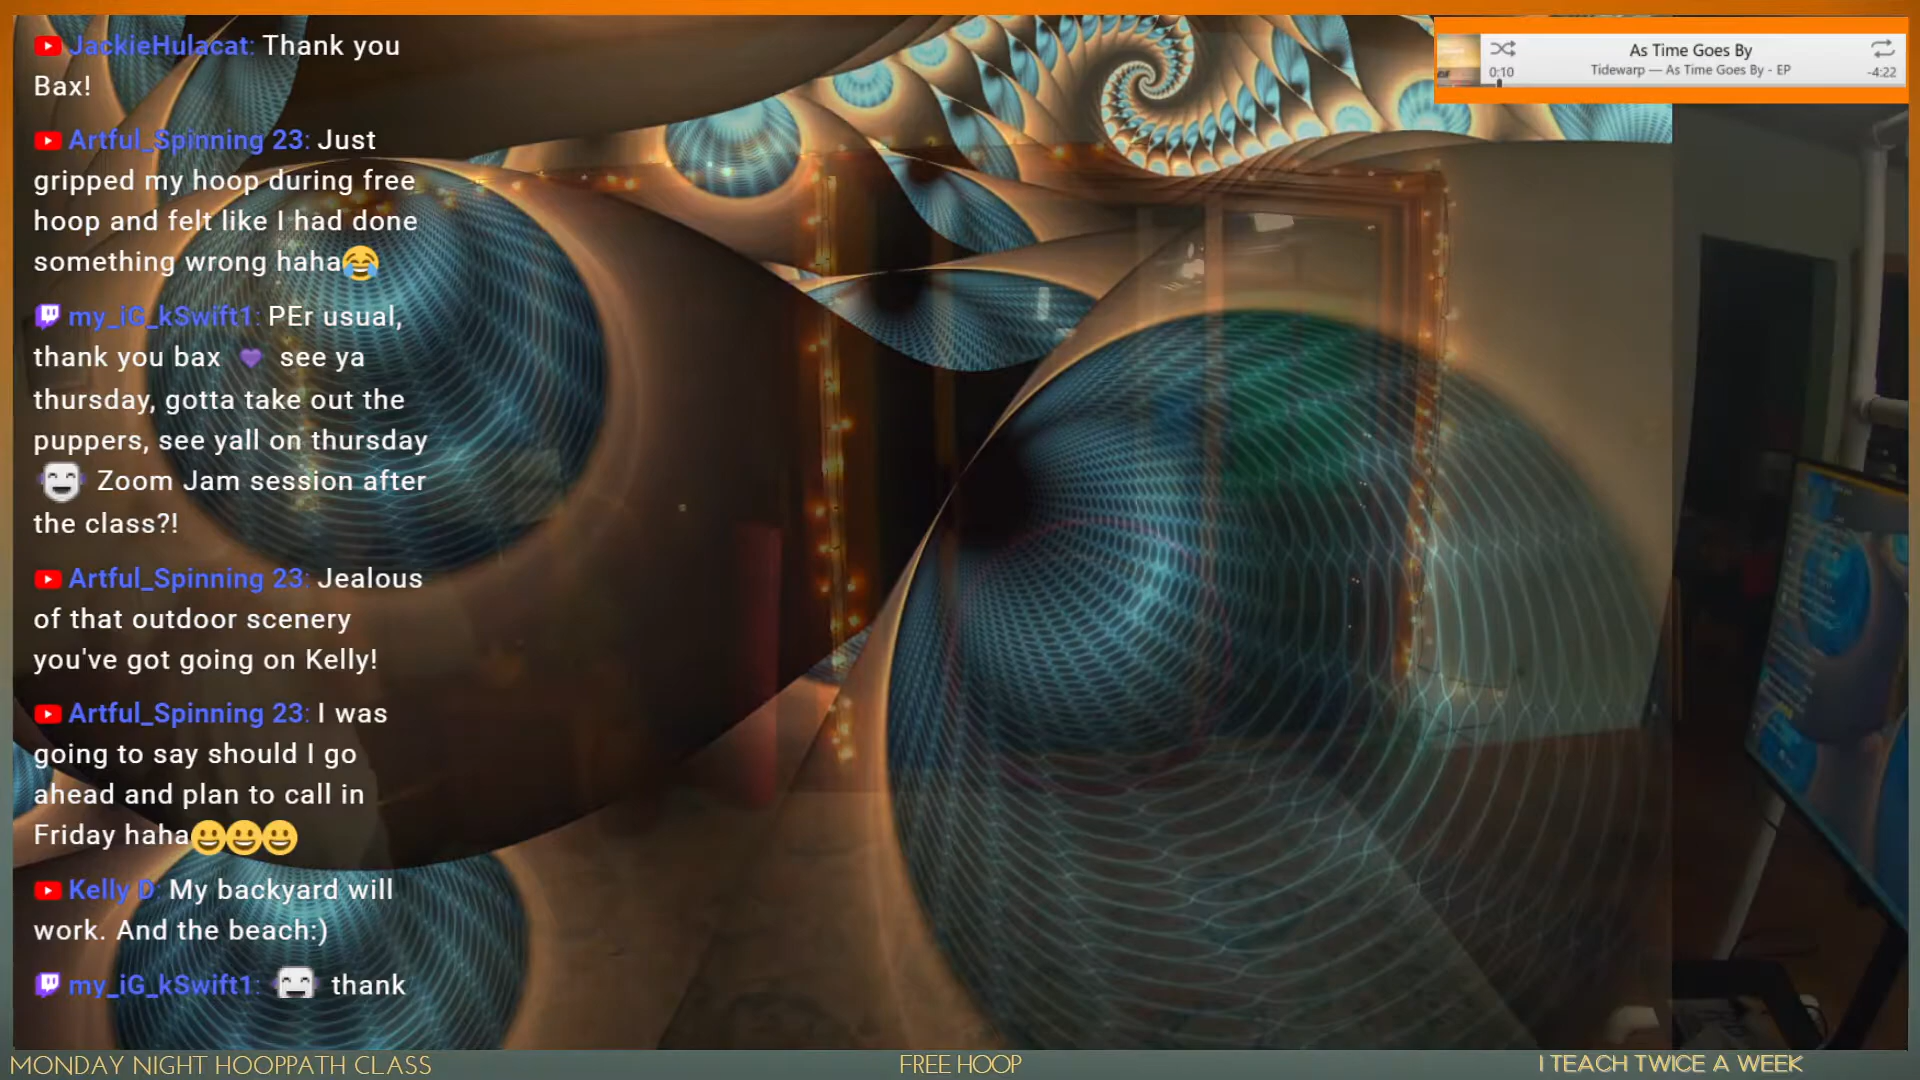 JackieHulacat: Thank you
Bax!
Artful_Spinning 23: Just
gripped my hoop during free
hoop and felt like I had done
something wrong haha😂
my_iG_kSwift1: PEr usual,
thank you bax 💜 see ya
thursday, gotta take out the
puppers, see yall on thursday
Zoom Jam session after
the class?!
Artful_Spinning 23: Jealous
of that outdoor scenery
you've got going on Kelly!
Artful_Spinning 23: I was
going to say should I go
ahead and plan to call in
Friday haha😀😀😀
Kelly D: My backyard will
work. And the beach:)
my_iG_kSwift1: thank
As Time Goes By
Tidewarp — As Time Goes By - EP
0:10
-4:22
MONDAY NIGHT HOOPPATH CLASS
FREE HOOP
I TEACH TWICE A WEEK